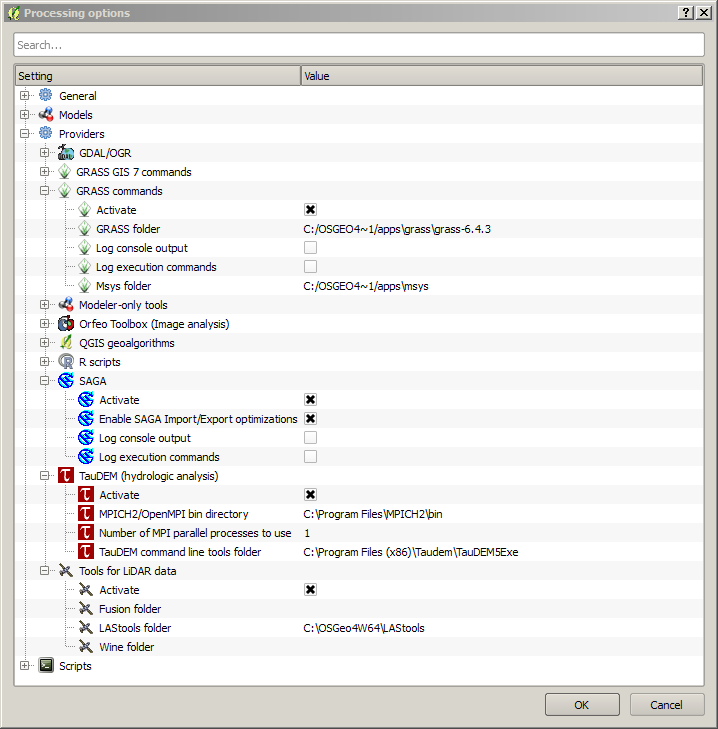 Processing options
Search...
Setting Value
General
Models
Providers
GDAL/OGR
GRASS GIS 7 commands
GRASS commands
Activate
GRASS folder C:/OSGEO4~1/apps\grass\grass-6.4.3
Log console output
Log execution commands
Msys folder C:/OSGEO4~1/apps\msys
Modeler-only tools
Orfeo Toolbox (Image analysis)
QGIS geoalgorithms
R scripts
SAGA
Activate
Enable SAGA Import/Export optimizations
Log console output
Log execution commands
TauDEM (hydrologic analysis)
Activate
MPICH2/OpenMPI bin directory C:\Program Files\MPICH2\bin
Number of MPI parallel processes to use 1
TauDEM command line tools folder C:\Program Files (x86)\Taudem\TauDEM5Exe
Tools for LiDAR data
Activate
Fusion folder
LAStools folder C:\OSGeo4W64\LAStools
Wine folder
Scripts
OK Cancel